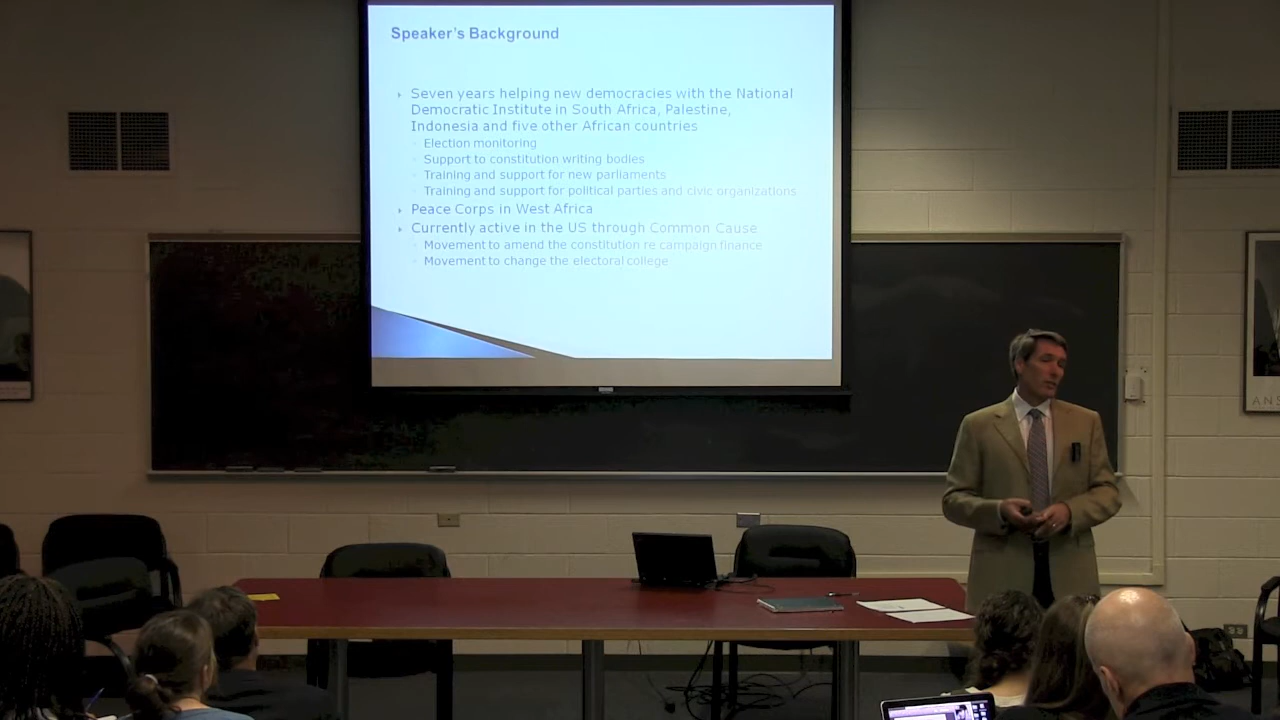 Speaker's Background
Seven years helping new democracies with the National
Democratic Institute in South Africa, Palestine,
Indonesia and five other African countries
Election monitoring
Support to constitution writing bodies
Training and support for new parliaments
Training and support for political parties and civic organizations
Peace Corps in West Africa
Currently active in the US through Common Cause
Movement to amend the constitution re campaign finance
Movement to change the electoral college
ANS